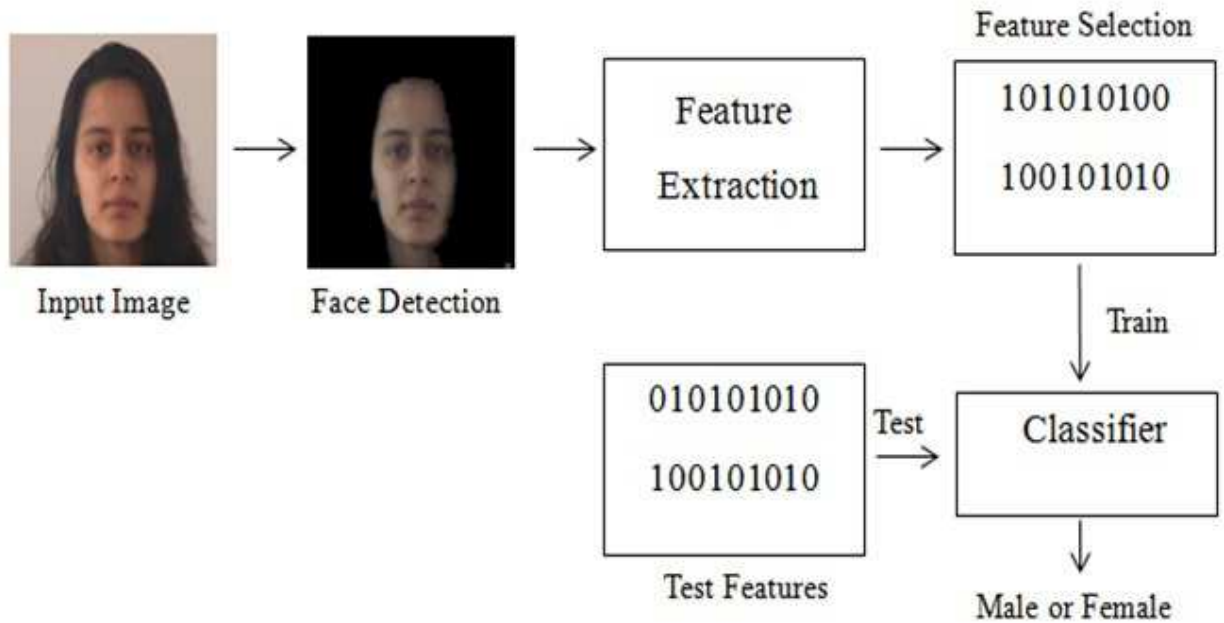 Feature Selection
101010100
100101010
Feature
Extraction
Input Image
Face Detection
Train
010101010
100101010
Test
Classifier
Test Features
Male or Female